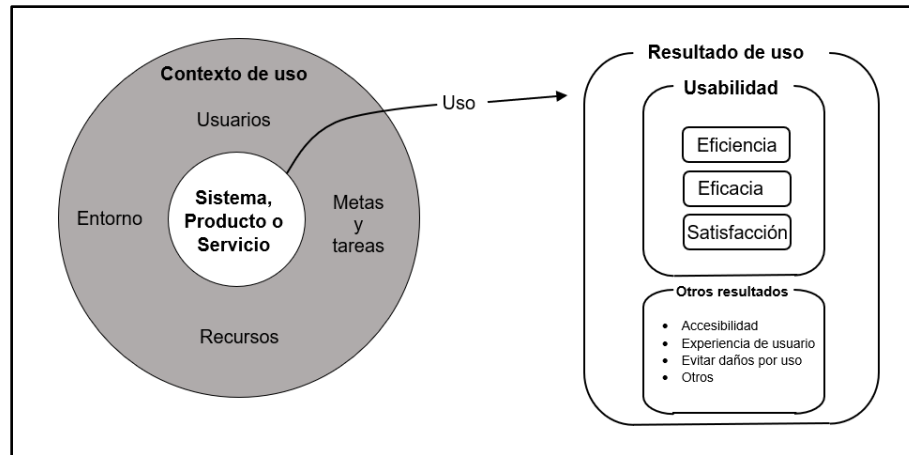 Contexto de uso
Usuarios
Entorno
Sistema,
Producto o
Servicio
Metas
y
tareas
Recursos
Uso
Resultado de uso
Usabilidad
Eficiencia
Eficacia
Satisfacción
Otros resultados
• Accesibilidad
• Experiencia de usuario
• Evitar daños por uso
• Otros